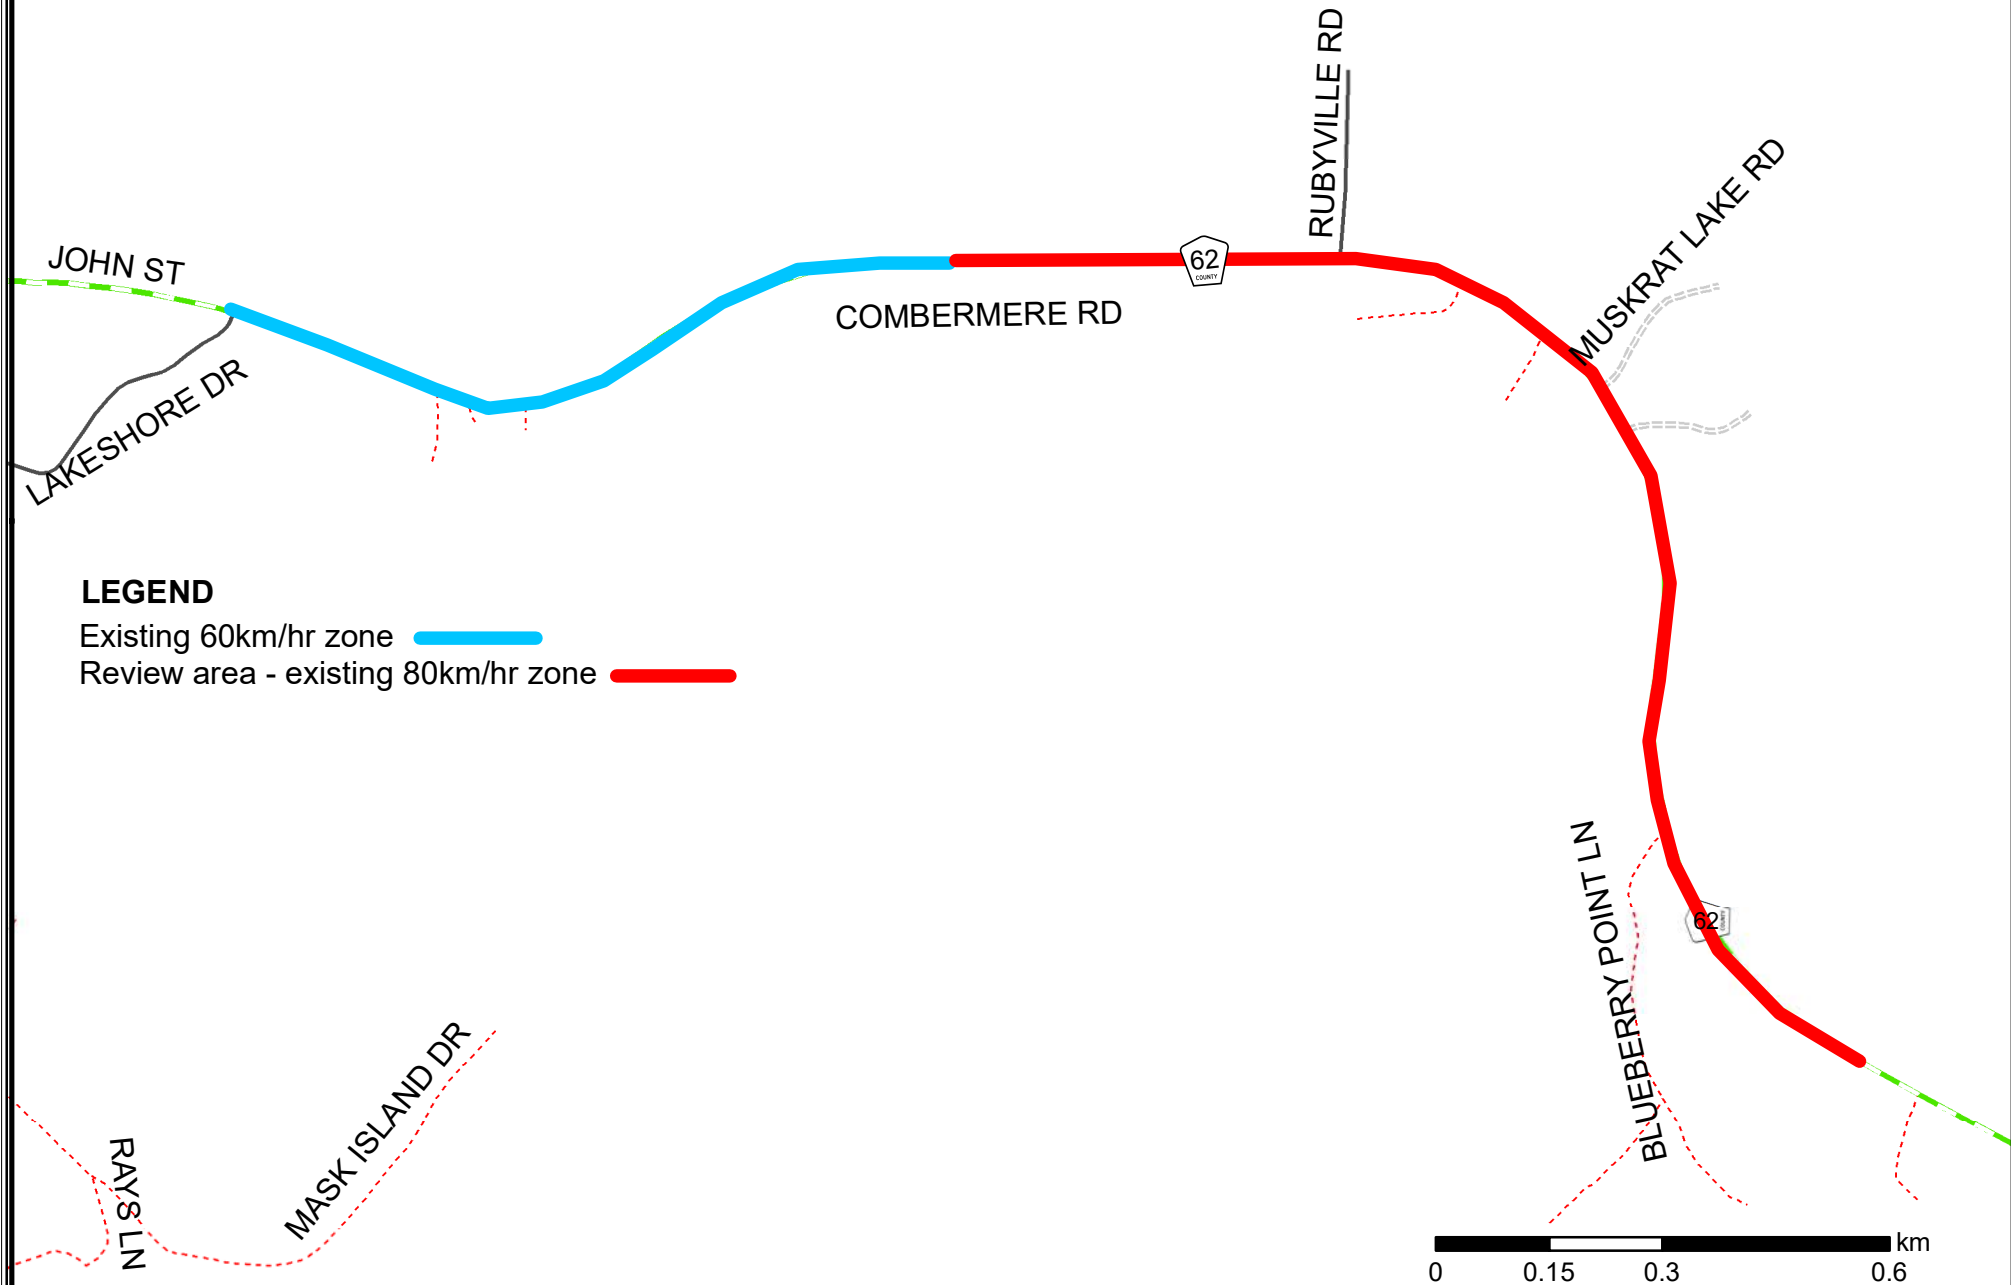 RUBYVILLE RD
MUSKRAT LAKE RD
JOHN ST
62
COUNTY
COMBERMERE RD
LAKESHORE DR
LEGEND
Existing 60km/hr zone
Review area - existing 80km/hr zone
BLUEBERRY POINT LN
62
COUNTY
MASK ISLAND DR
RAYS LN
km
0 0.15 0.3 0.6